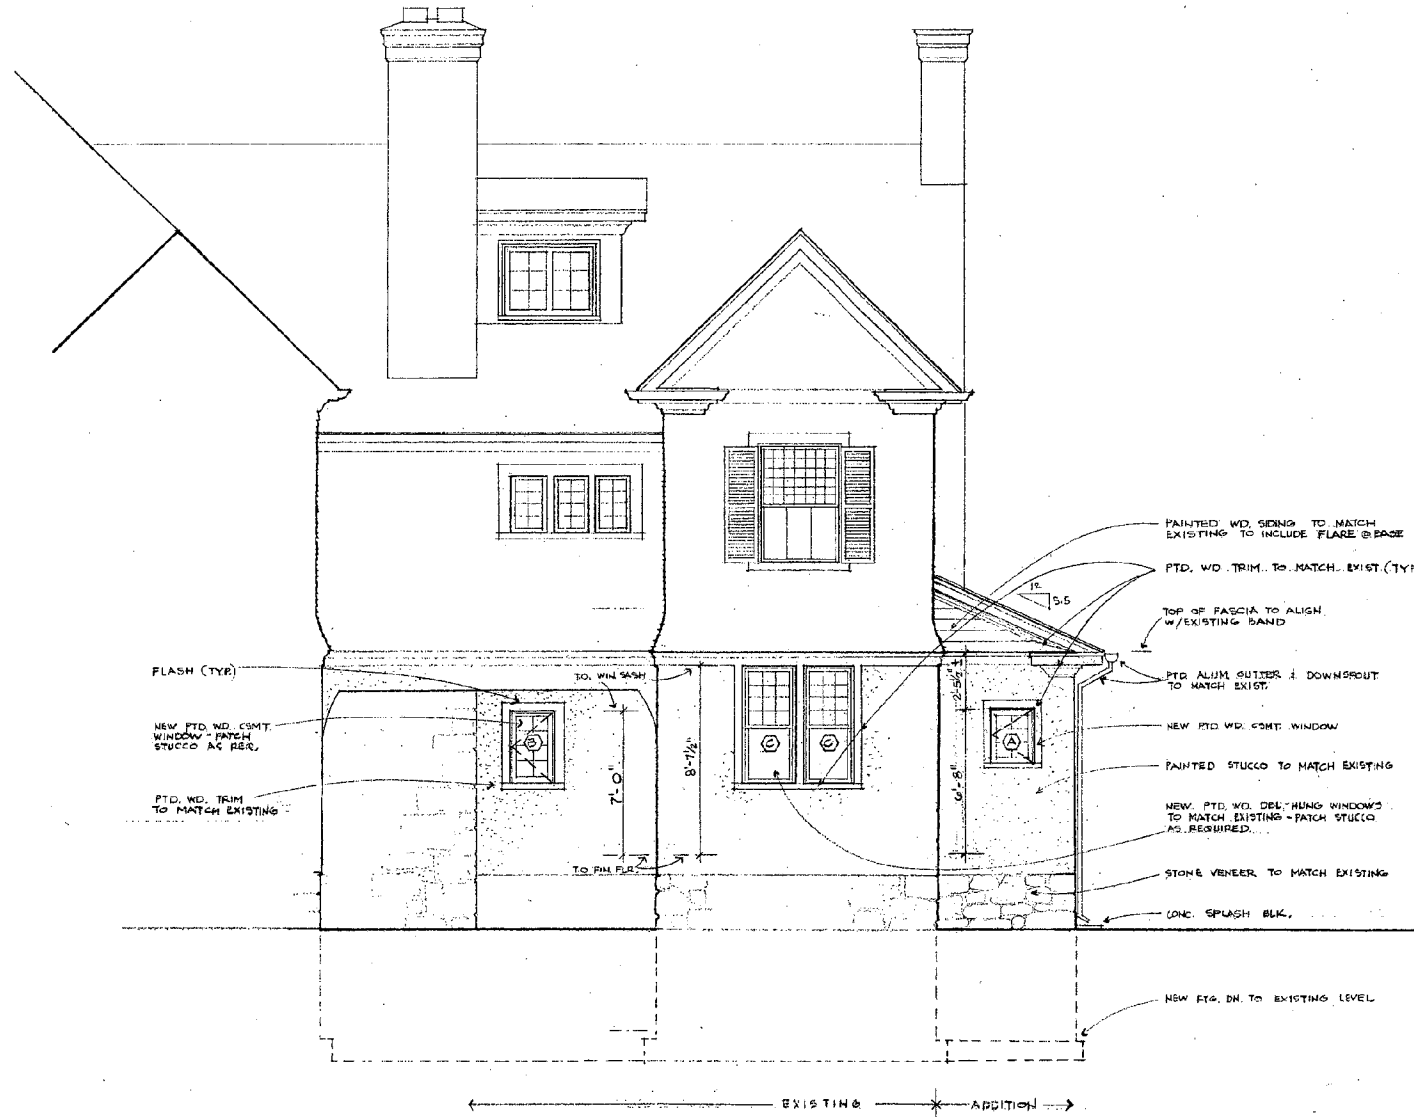 PAINTED WD. SIDING TO MATCH
EXISTING TO INCLUDE FLARE @ BASE
PTD. WD. TRIM TO MATCH EXIST. (TYP
12
5.5
TOP OF FASCIA TO ALIGN
W/EXISTING BAND
PTD ALUM GUTTER & DOWNSPOUT
TO MATCH EXIST.
NEW PTD WD. CSMT WINDOW
PAINTED STUCCO TO MATCH EXISTING
NEW PTD, WD. DBL. HUNG WINDOWS
TO MATCH EXISTING - PATCH STUCCO
AS REQUIRED
STONE VENEER TO MATCH EXISTING
CONC. SPLASH BLK.
NEW FTG. DN. TO EXISTING LEVEL
FLASH (TYP.)
NEW PTD. WD. CSMT.
WINDOW - PATCH
STUCCO AS REQ.
PTD. WD. TRIM
TO MATCH EXISTING
TO. WIN SASH
B
C
C
A
7'-0"
8'-7½"
2'-5½" ±
6'-8"
TO FIN FLR.
EXISTING
ADDITION